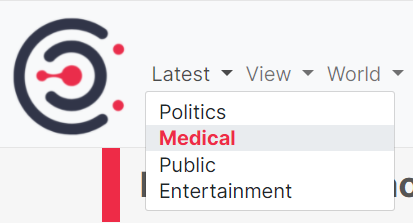 Latest View World
Politics
Medical
Public
Entertainment